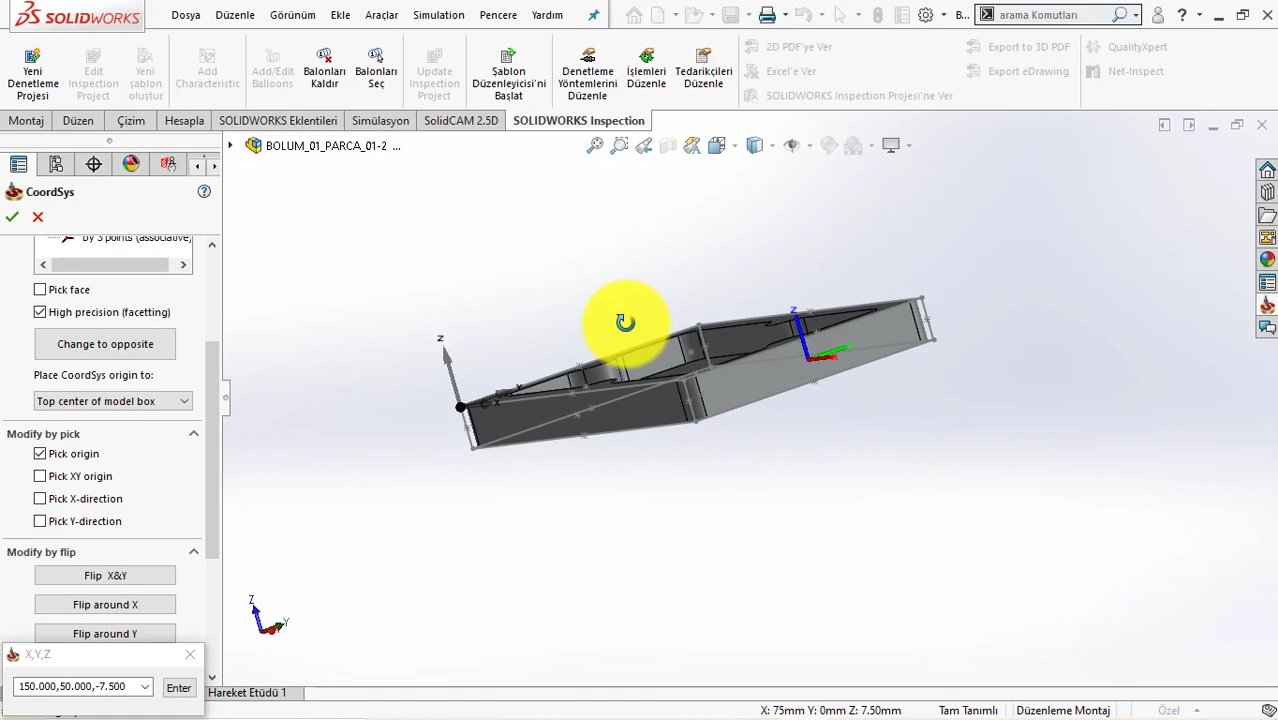 SOLIDWORKS
Dosya Düzenle Görünüm Ekle Araçlar Simulation Pencere Yardım
B...
arama Komutları
?
Yeni Denetleme Projesi
Edit Inspection Project
Yeni şablon oluştur
Add Characteristic
Add/Edit Balloons
Balonları Kaldır
Balonları Seç
Update Inspection Project
Şablon Düzenleyicisi'ni Başlat
Denetleme Yöntemlerini Düzenle
İşlemleri Düzenle
Tedarikçileri Düzenle
2D PDF'ye Ver
Excel'e Ver
SOLIDWORKS Inspection Projesi'ne Ver
Export to 3D PDF
Export eDrawing
QualityXpert
Net-Inspect
Montaj Düzen Çizim Hesapla SOLIDWORKS Eklentileri Simülasyon SolidCAM 2.5D SOLIDWORKS Inspection
BOLUM_01_PARCA_01-2 ...
CoordSys
by 3 points (associative)
Pick face
High precision (facetting)
Change to opposite
Place CoordSys origin to:
Top center of model box
Modify by pick
Pick origin
Pick XY origin
Pick X-direction
Pick Y-direction
Modify by flip
Flip X&Y
Flip around X
Flip around Y
X,Y,Z
150.000,50.000,-7.500
Enter
Z
Y
X
Z
Z
Y
Hareket Etüdü 1
X: 75mm Y: 0mm Z: 7.50mm
Tam Tanımlı
Düzenleme Montaj
Özel